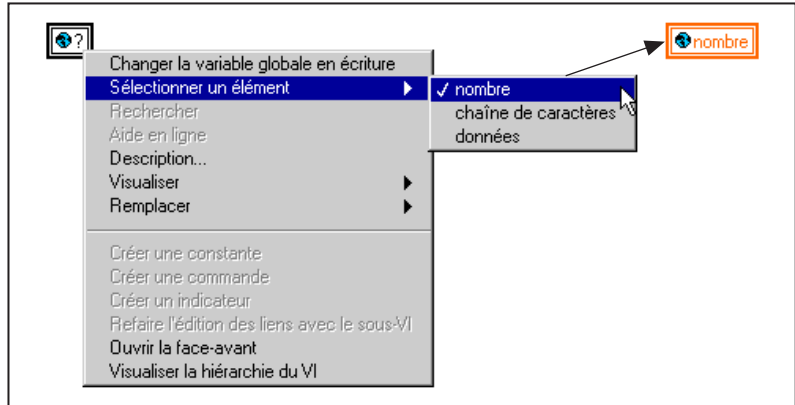 ?
nombre
Changer la variable globale en écriture
Sélectionner un élément
✓ nombre
chaîne de caractères
données
Rechercher
Aide en ligne
Description...
Visualiser
Remplacer
Créer une constante
Créer une commande
Créer un indicateur
Refaire l'édition des liens avec le sous-VI
Ouvrir la face-avant
Visualiser la hiérarchie du VI